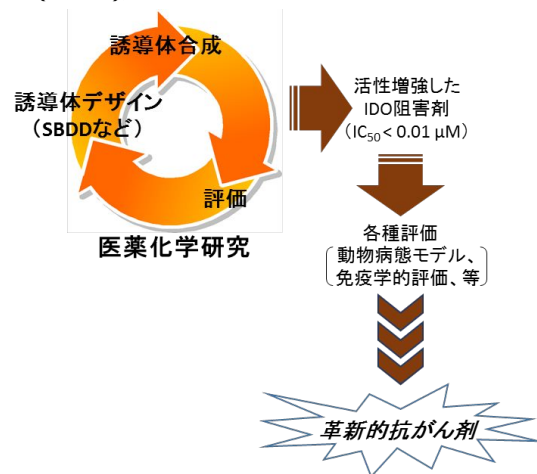 誘導体合成
誘導体デザイン
（SBDDなど）
評価
医薬化学研究
活性増強した
IDO阻害剤
（IC50 < 0.01 µM）
各種評価
動物病態モデル、
免疫学的評価、等
革新的抗がん剤